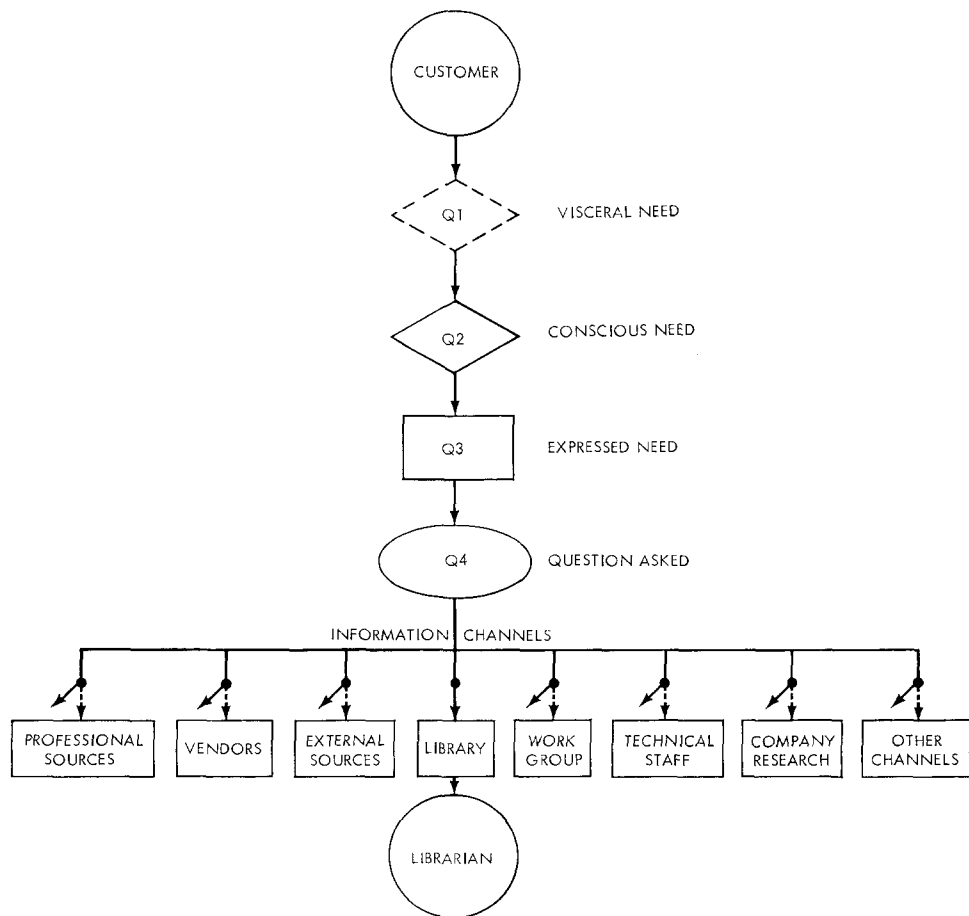 CUSTOMER
Q1 VISCERAL NEED
Q2 CONSCIOUS NEED
Q3 EXPRESSED NEED
Q4 QUESTION ASKED
INFORMATION CHANNELS
PROFESSIONAL
SOURCES
VENDORS
EXTERNAL
SOURCES
LIBRARY
WORK
GROUP
TECHNICAL
STAFF
COMPANY
RESEARCH
OTHER
CHANNELS
LIBRARIAN